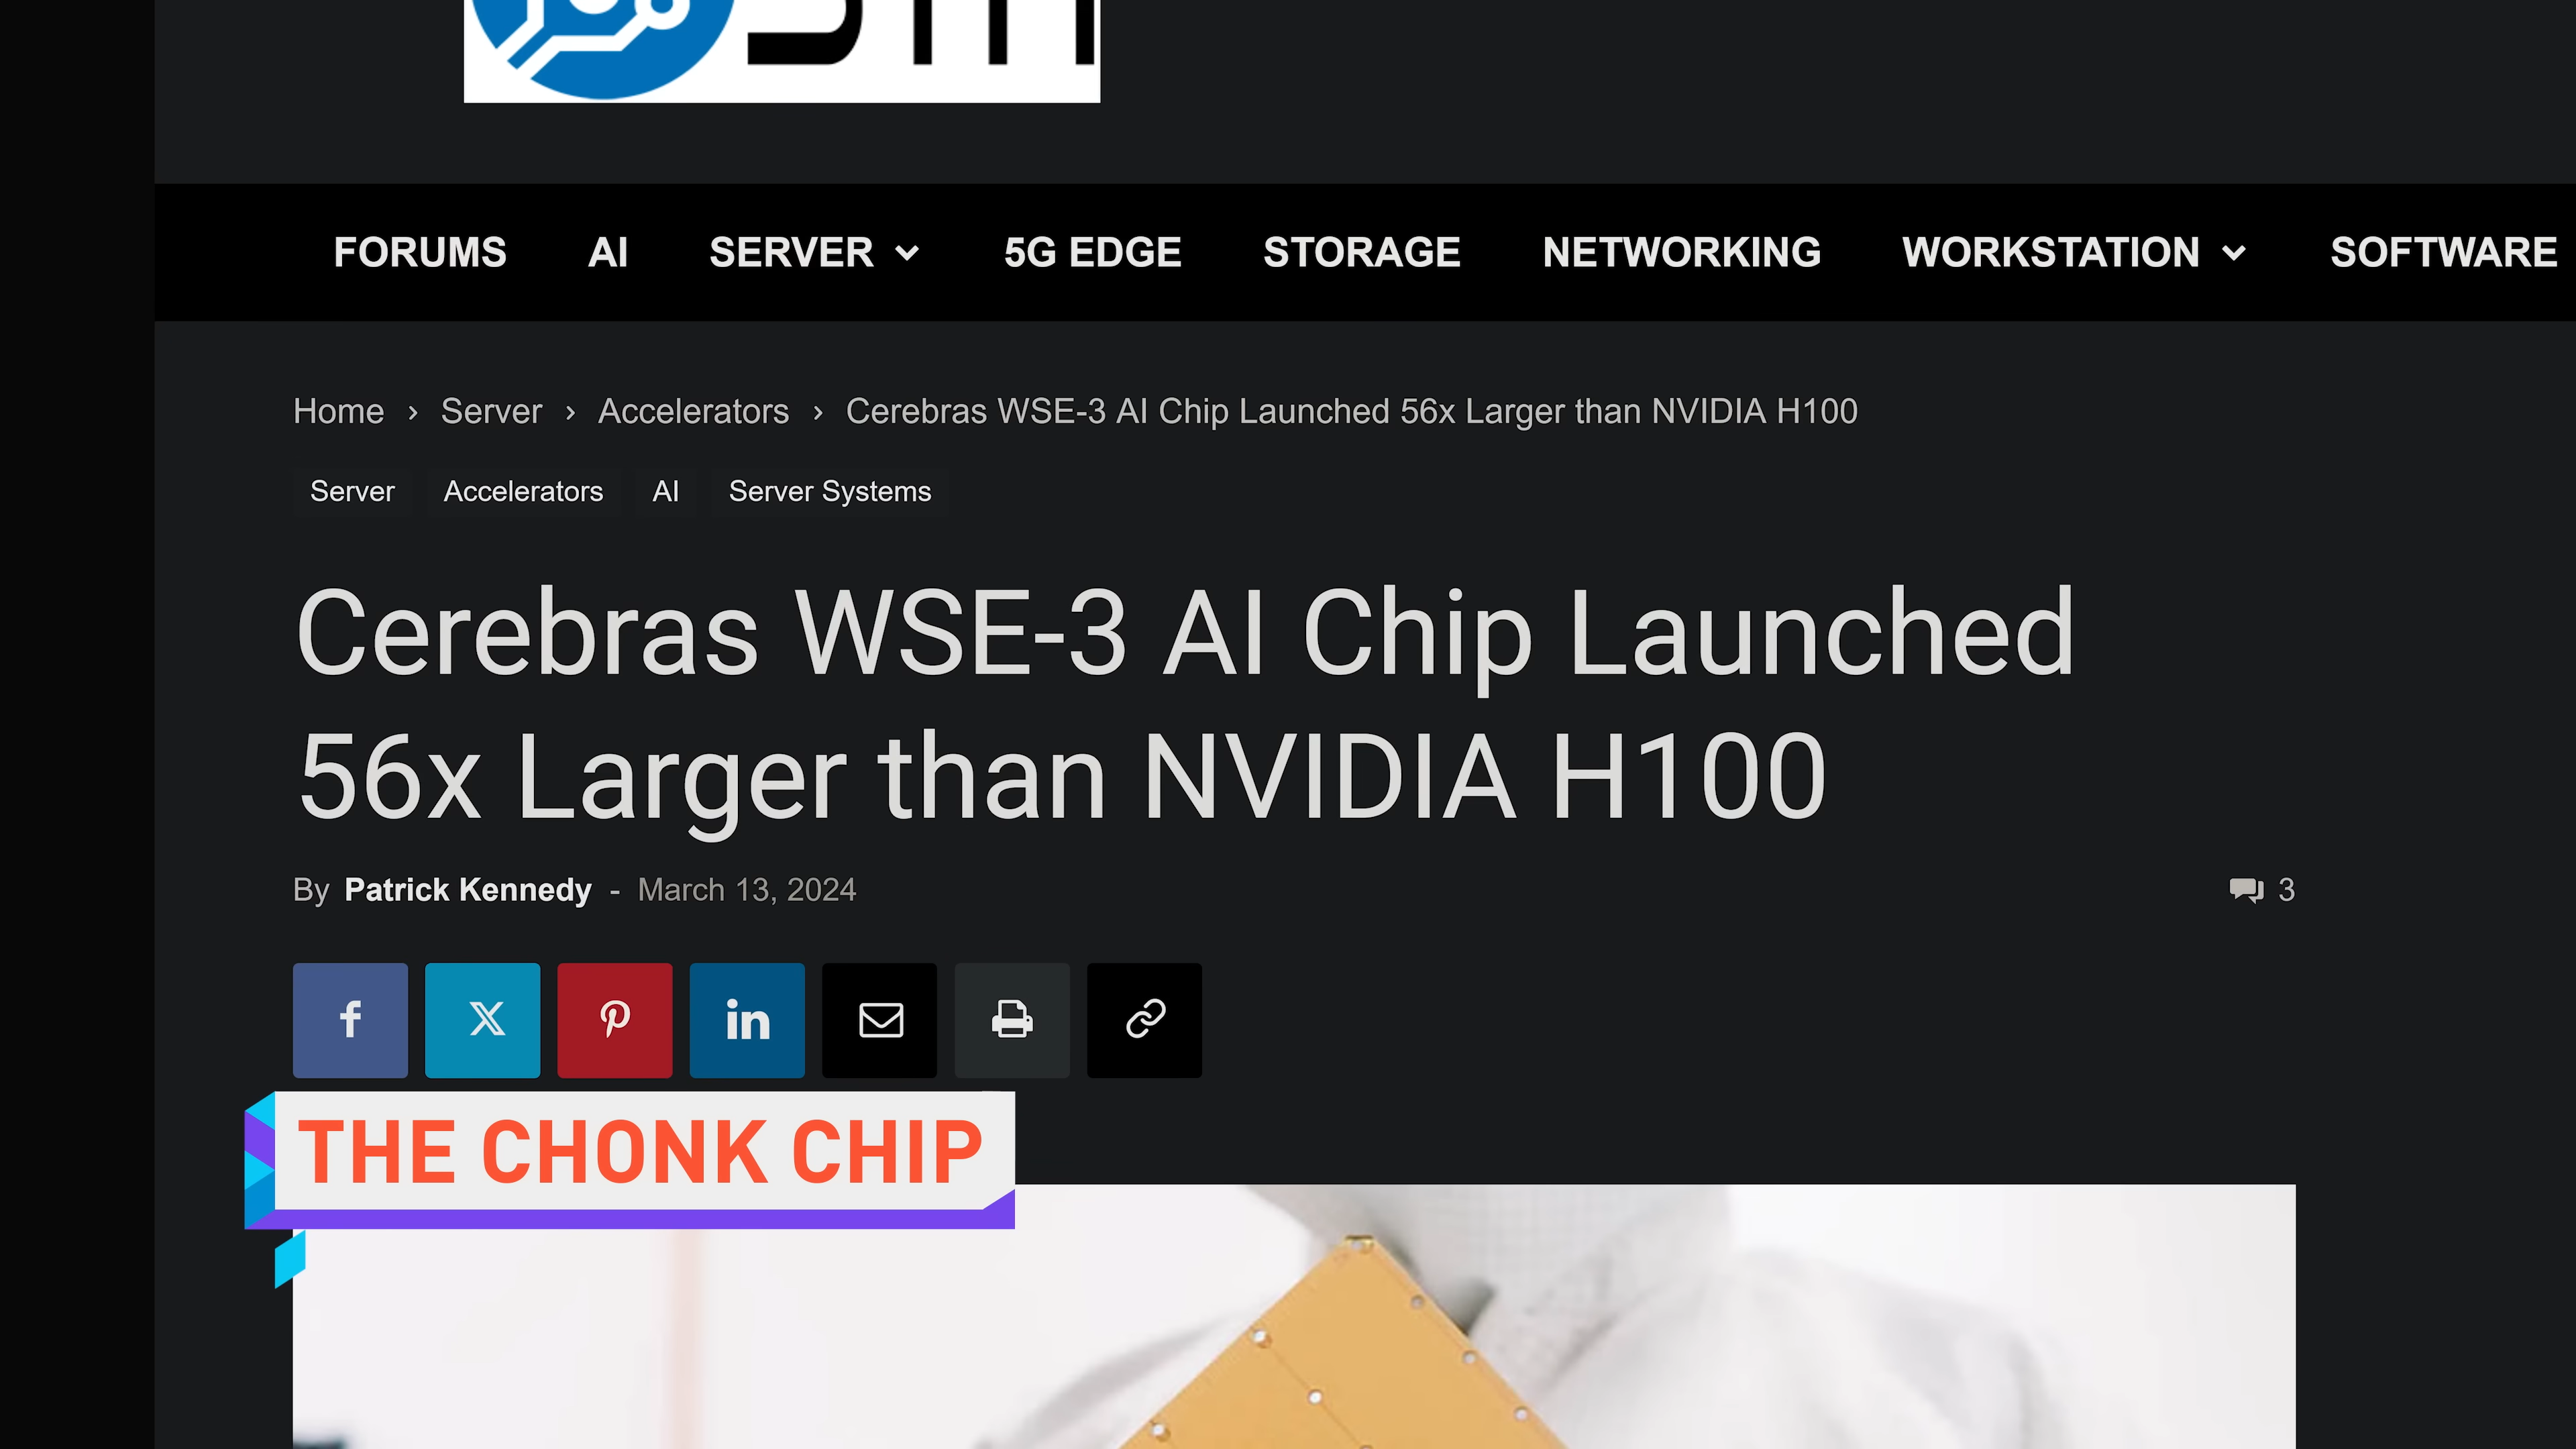 FORUMS AI SERVER 5G EDGE STORAGE NETWORKING WORKSTATION SOFTWARE
Home › Server › Accelerators › Cerebras WSE-3 AI Chip Launched 56x Larger than NVIDIA H100
Server Accelerators AI Server Systems
Cerebras WSE-3 AI Chip Launched
56x Larger than NVIDIA H100
By Patrick Kennedy - March 13, 2024 3
THE CHONK CHIP